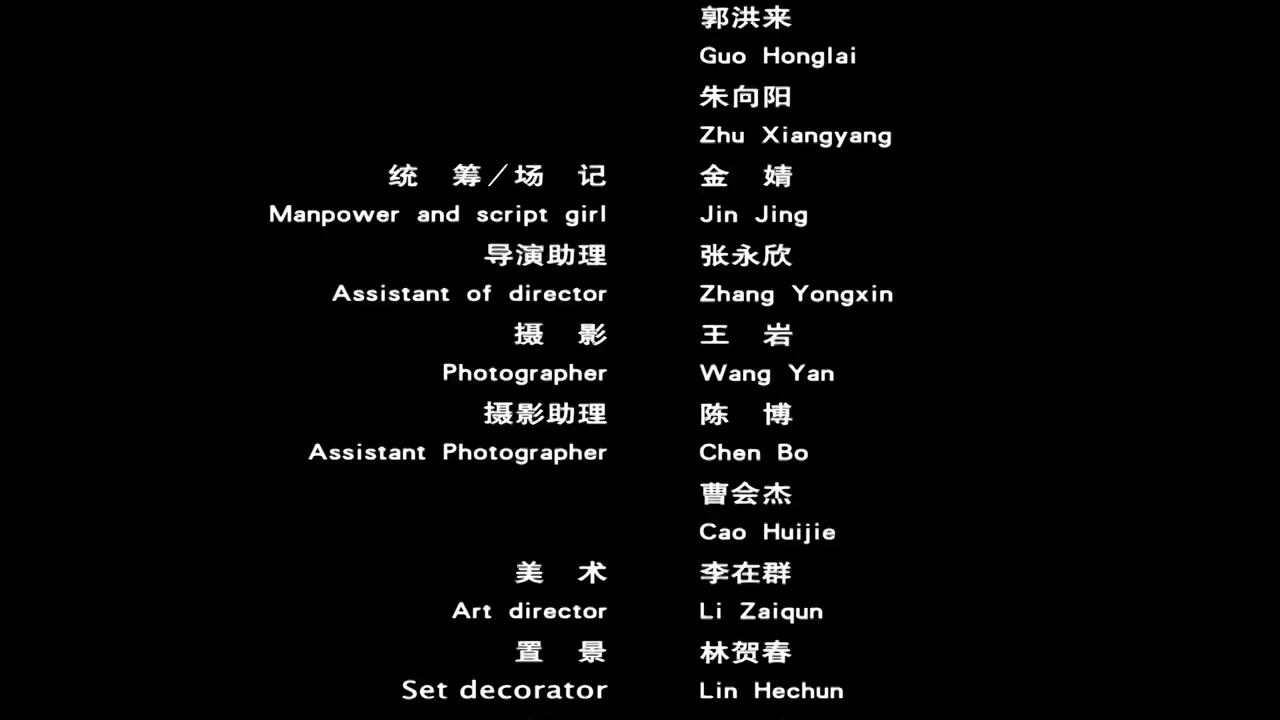 郭洪来
Guo Honglai
朱向阳
Zhu Xiangyang
统 筹/场 记 金 婧
Manpower and script girl Jin Jing
导演助理 张永欣
Assistant of director Zhang Yongxin
摄 影 王 岩
Photographer Wang Yan
摄影助理 陈 博
Assistant Photographer Chen Bo
曹会杰
Cao Huijie
美 术 李在群
Art director Li Zaiqun
置 景 林贺春
Set decorator Lin Hechun